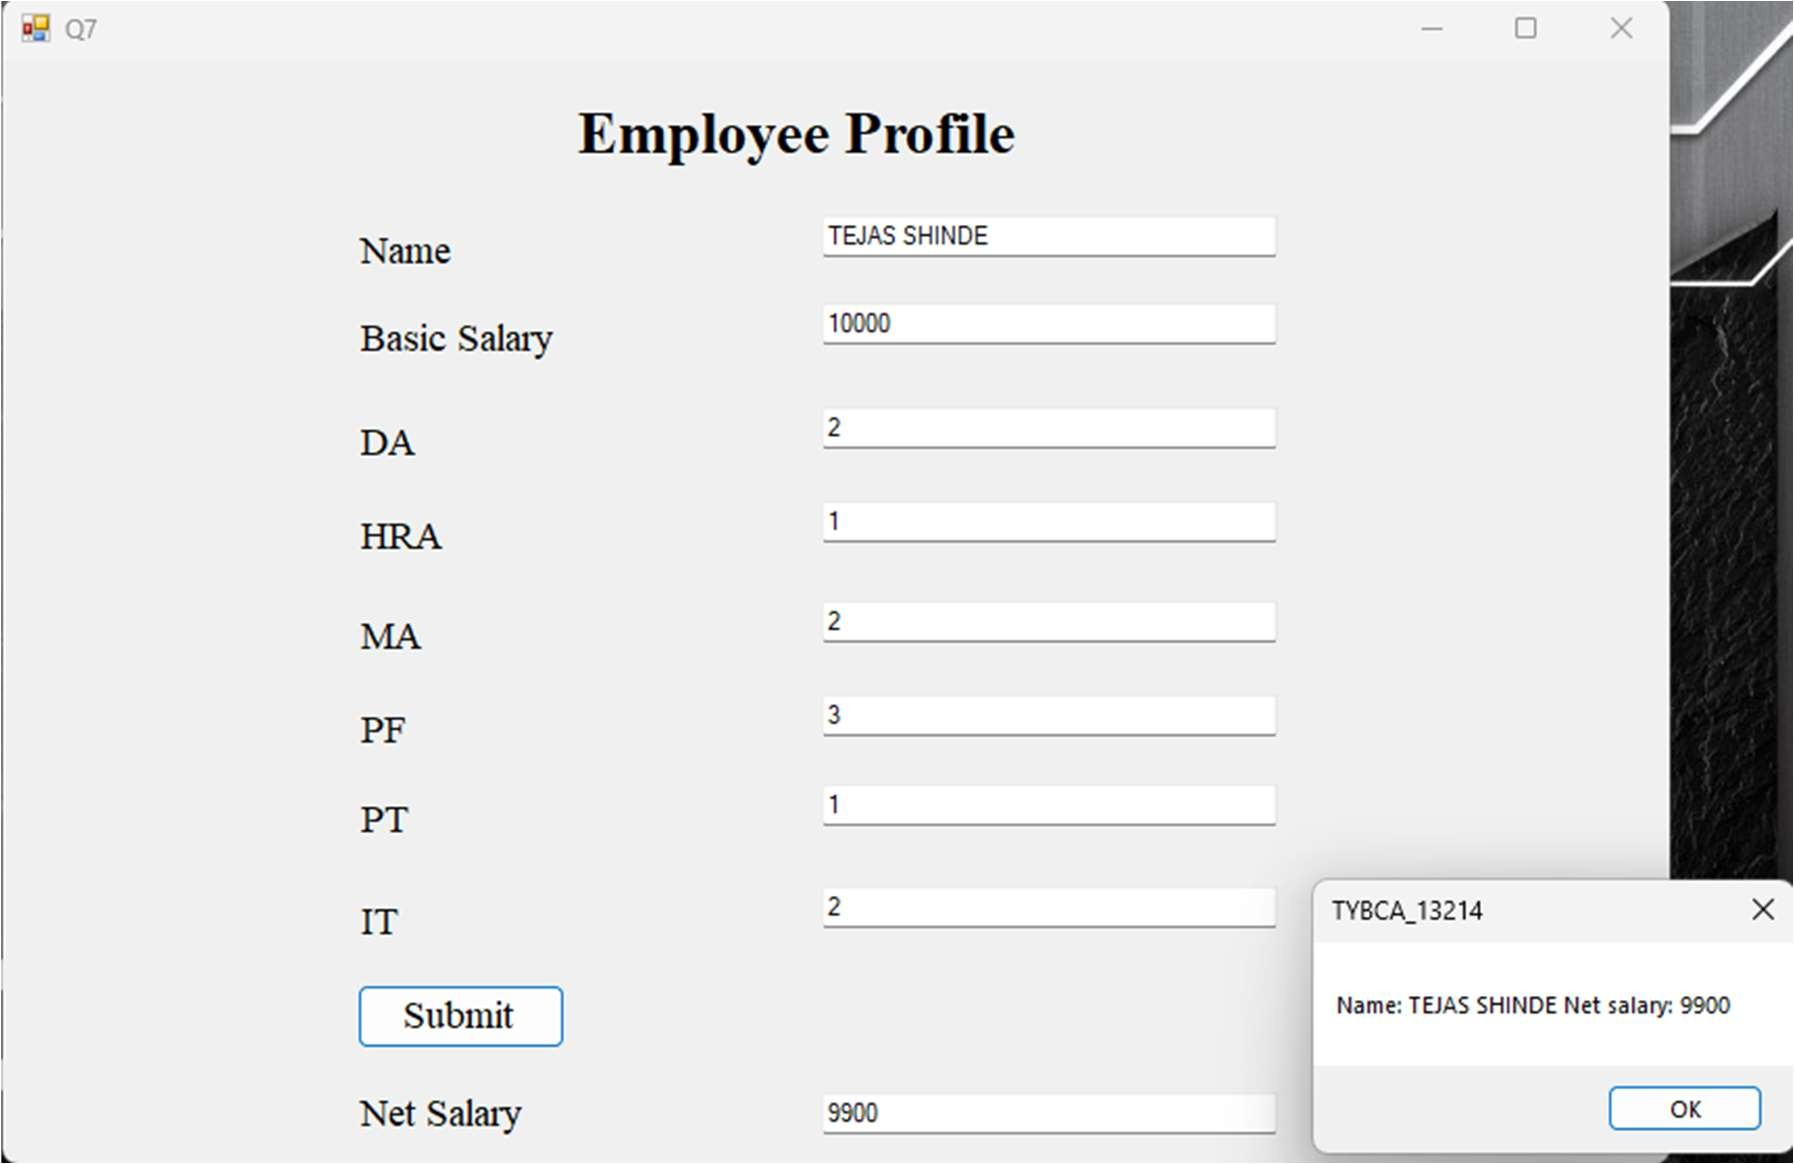 Q7
Employee Profile
Name TEJAS SHINDE
Basic Salary 10000
DA 2
HRA 1
MA 2
PF 3
PT 1
IT 2
Submit
Net Salary 9900
TYBCA_13214
Name: TEJAS SHINDE Net salary: 9900
OK